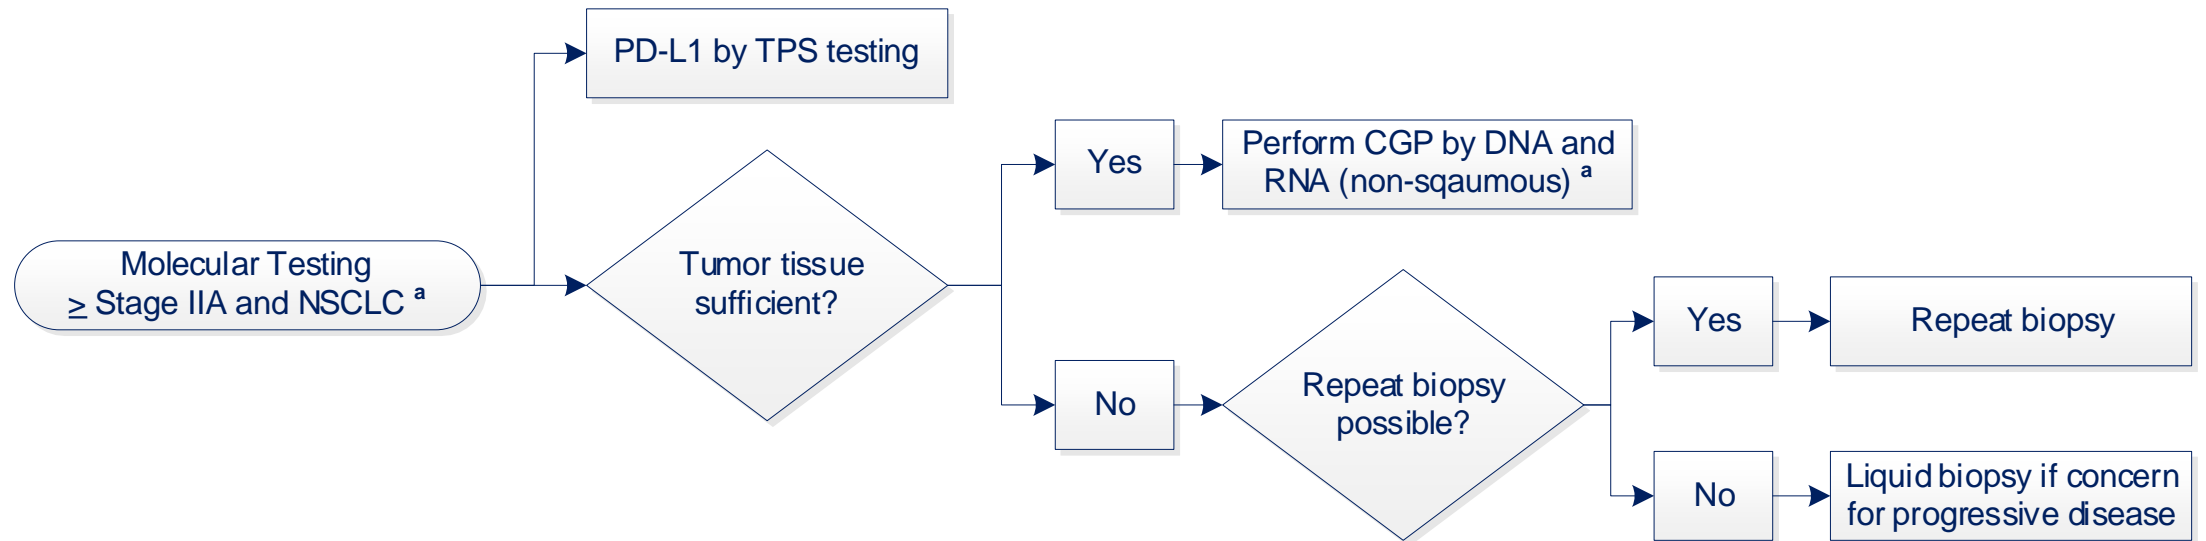 PD-L1 by TPS testing
Molecular Testing
≥ Stage IIA and NSCLC ᵃ
Tumor tissue
sufficient?
Yes
Perform CGP by DNA and
RNA (non-sqaumous) ᵃ
No
Repeat biopsy
possible?
Yes
Repeat biopsy
No
Liquid biopsy if concern
for progressive disease